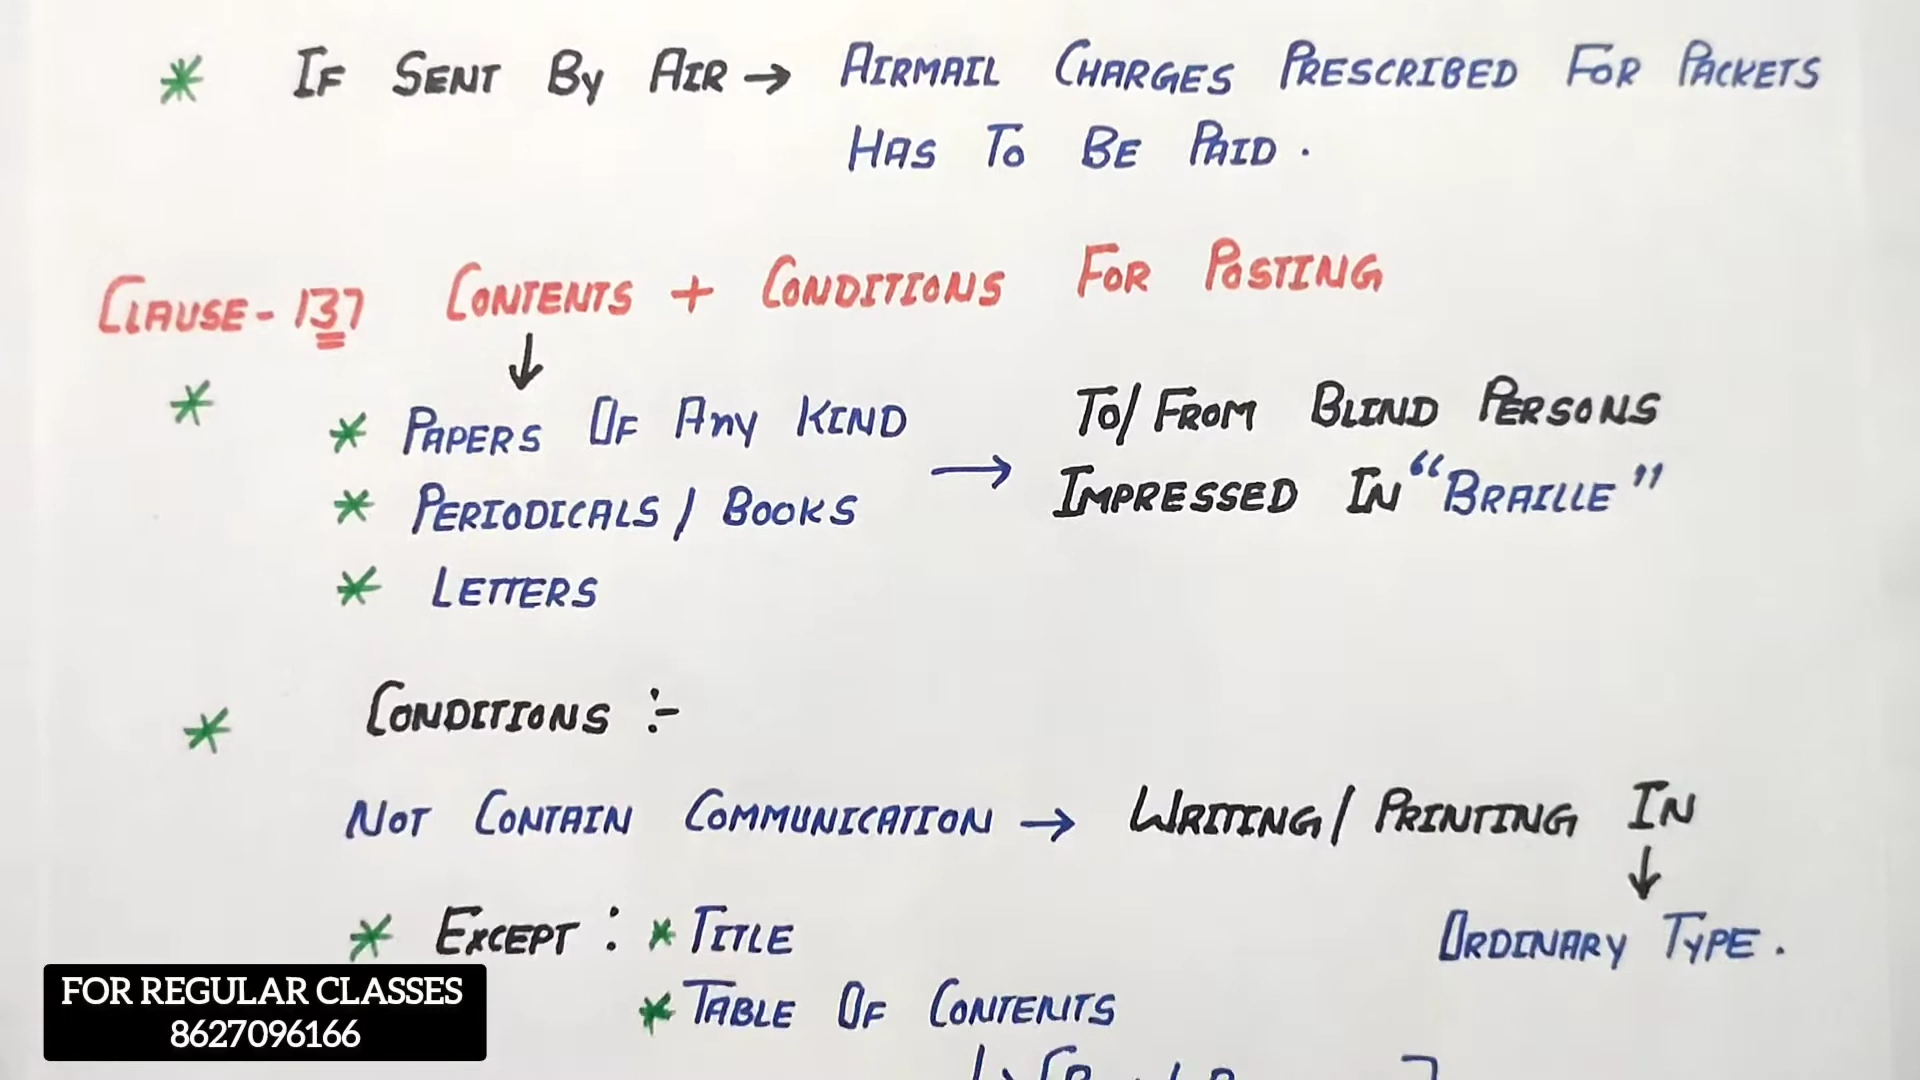 * IF SENT BY AIR → AIRMAIL CHARGES PRESCRIBED FOR PACKETS
HAS TO BE PAID.
CLAUSE-137 CONTENTS + CONDITIONS FOR POSTING
* * PAPERS OF ANY KIND → TO/FROM BLIND PERSONS
* PERIODICALS/BOOKS IMPRESSED IN "BRAILLE"
* LETTERS
* CONDITIONS :-
NOT CONTAIN COMMUNICATION → WRITING/PRINTING IN
↓
* EXCEPT : * TITLE ORDINARY TYPE.
* TABLE OF CONTENTS
FOR REGULAR CLASSES
8627096166